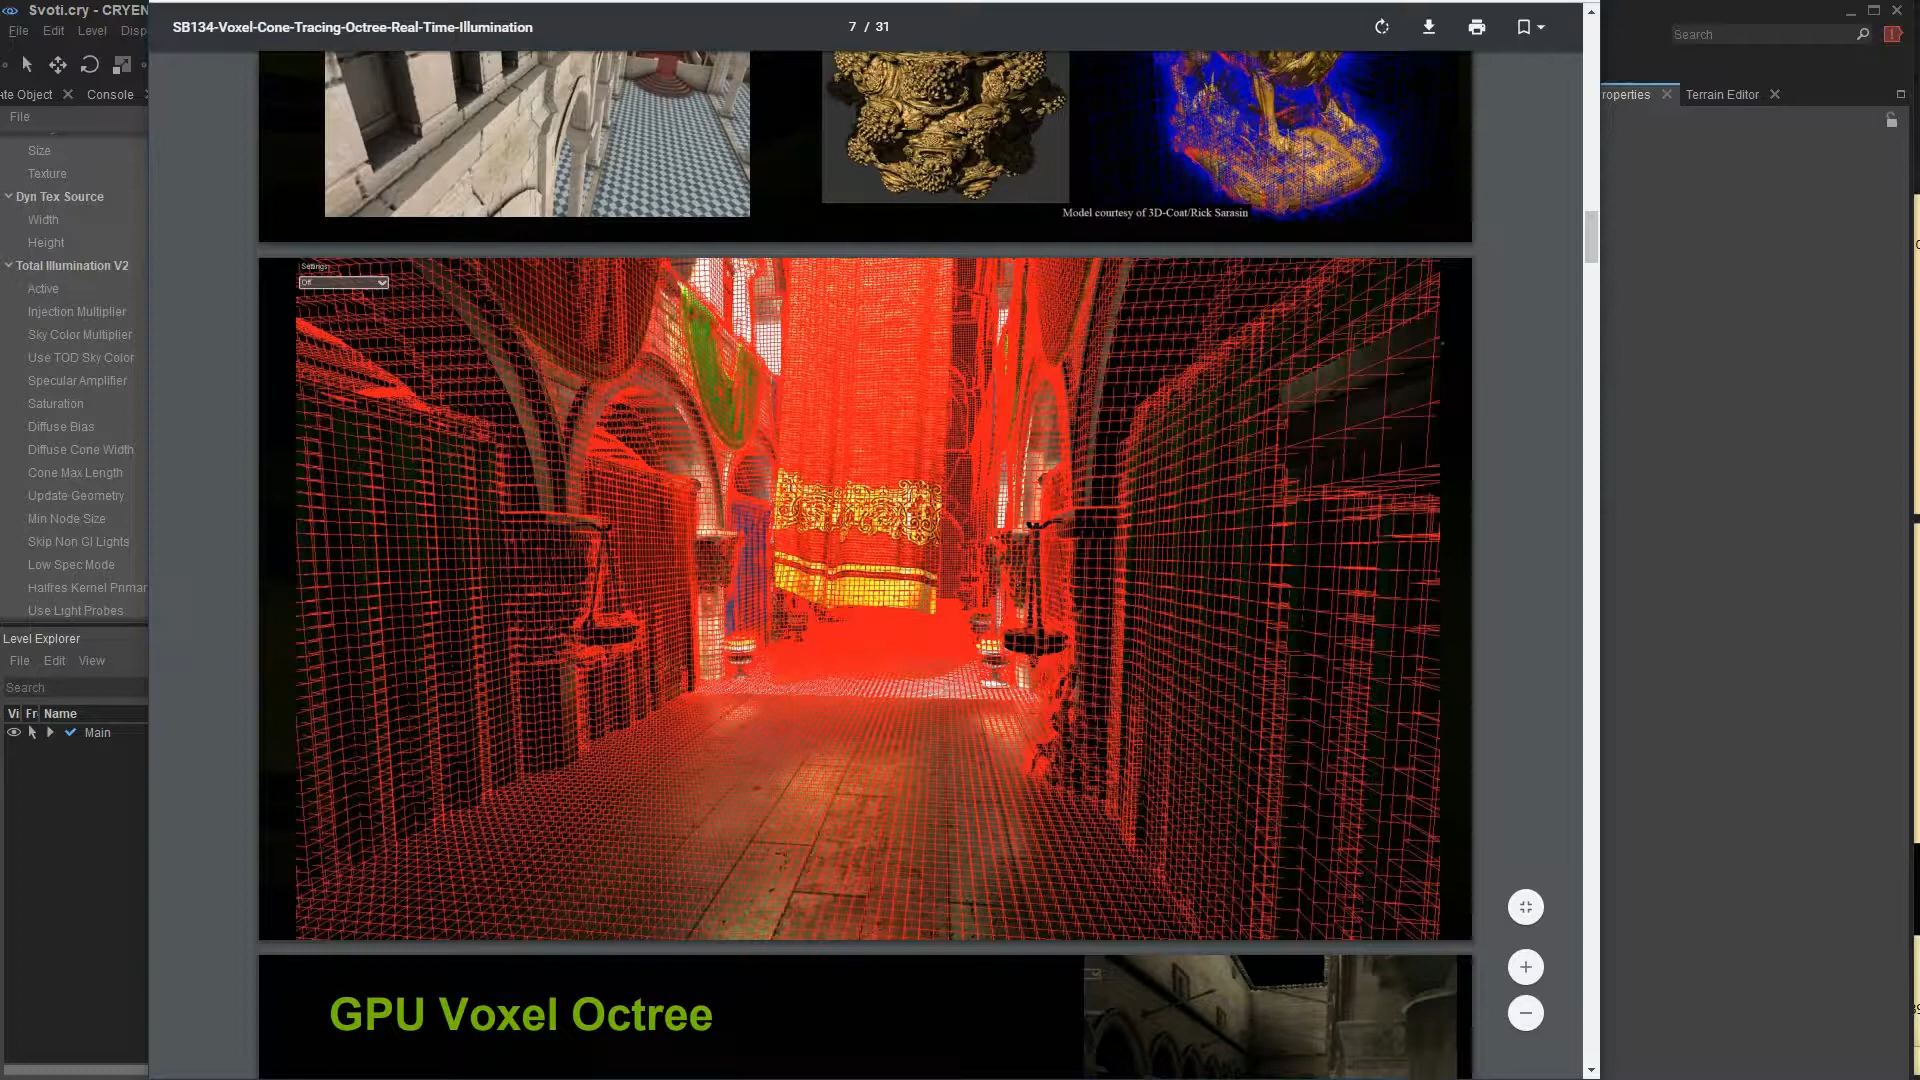 Svoti.cry - CRYEN
SB134-Voxel-Cone-Tracing-Octree-Real-Time-Illumination
7 / 31
File Edit Level Disp
Search
ate Object
Console
roperties
Terrain Editor
File
Size
Texture
Dyn Tex Source
Width
Height
Total Illumination V2
Active
Injection Multiplier
Sky Color Multiplier
Use TOD Sky Color
Specular Amplifier
Saturation
Diffuse Bias
Diffuse Cone Width
Cone Max Length
Update Geometry
Min Node Size
Skip Non GI Lights
Low Spec Mode
Halfres Kernel Primar
Use Light Probes
Level Explorer
File Edit View
Search
Vi Fr Name
Main
Model courtesy of 3D-Coat/Rick Sarasin
Settings
Off
GPU Voxel Octree